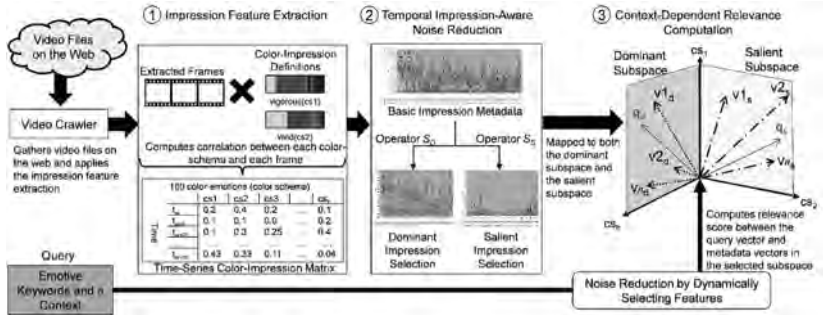 Video Files
on the Web
Video Crawler
Gathers video files
on the web and applies
the impression feature
extraction
Query
Emotive
Keywords and a
Context
1 Impression Feature Extraction
Extracted Frames
Color-Impression
Definitions
vigorous(cs1)
vivid(cs2)
Computes correlation between each color-
schema and each frame
100 color emotions (color schema)
cs1 cs2 cs3 ....
0.2 0.4 0.2 ... 0.1
0.1 0.1 0.0 ... 0.2
0.1 0.3 0.25 0.4
... ... ... ...
0.43 0.33 0.11 ... 0.04
Time
Time-Series Color-Impression Matrix
2 Temporal Impression-Aware
Noise Reduction
Basic Impression Metadata
Operator
Operator
Dominant
Impression
Selection
Salient
Impression
Selection
Mapped to both
the dominant
subspace and
the salient
subspace
3 Context-Dependent Relevance
Computation
Dominant
Subspace
cs1
Salient
Subspace
v1d
v1s
v2s
v2d
cs2
Computes relevance
score between the
query vector and
metadata vectors in
the selected subspace
Noise Reduction by Dynamically
Selecting Features